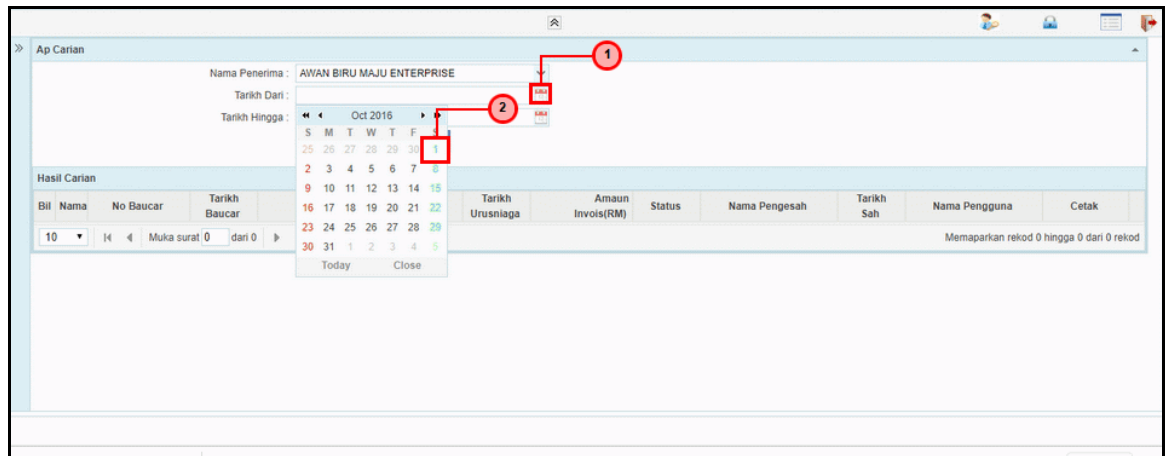 Ap Carian
1
Nama Penerima : AWAN BIRU MAJU ENTERPRISE
Tarikh Dari :
Tarikh Hingga :
2
Oct 2016
S M T W T F S
25 26 27 28 29 30 1
2 3 4 5 6 7 8
9 10 11 12 13 14 15
16 17 18 19 20 21 22
23 24 25 26 27 28 29
30 31 1 2 3 4 5
Today Close
Hasil Carian
Bil Nama No Baucar Tarikh Baucar Tarikh Urusniaga Amaun Invois(RM) Status Nama Pengesah Tarikh Sah Nama Pengguna Cetak
10 Muka surat 0 dari 0 Memaparkan rekod 0 hingga 0 dari 0 rekod